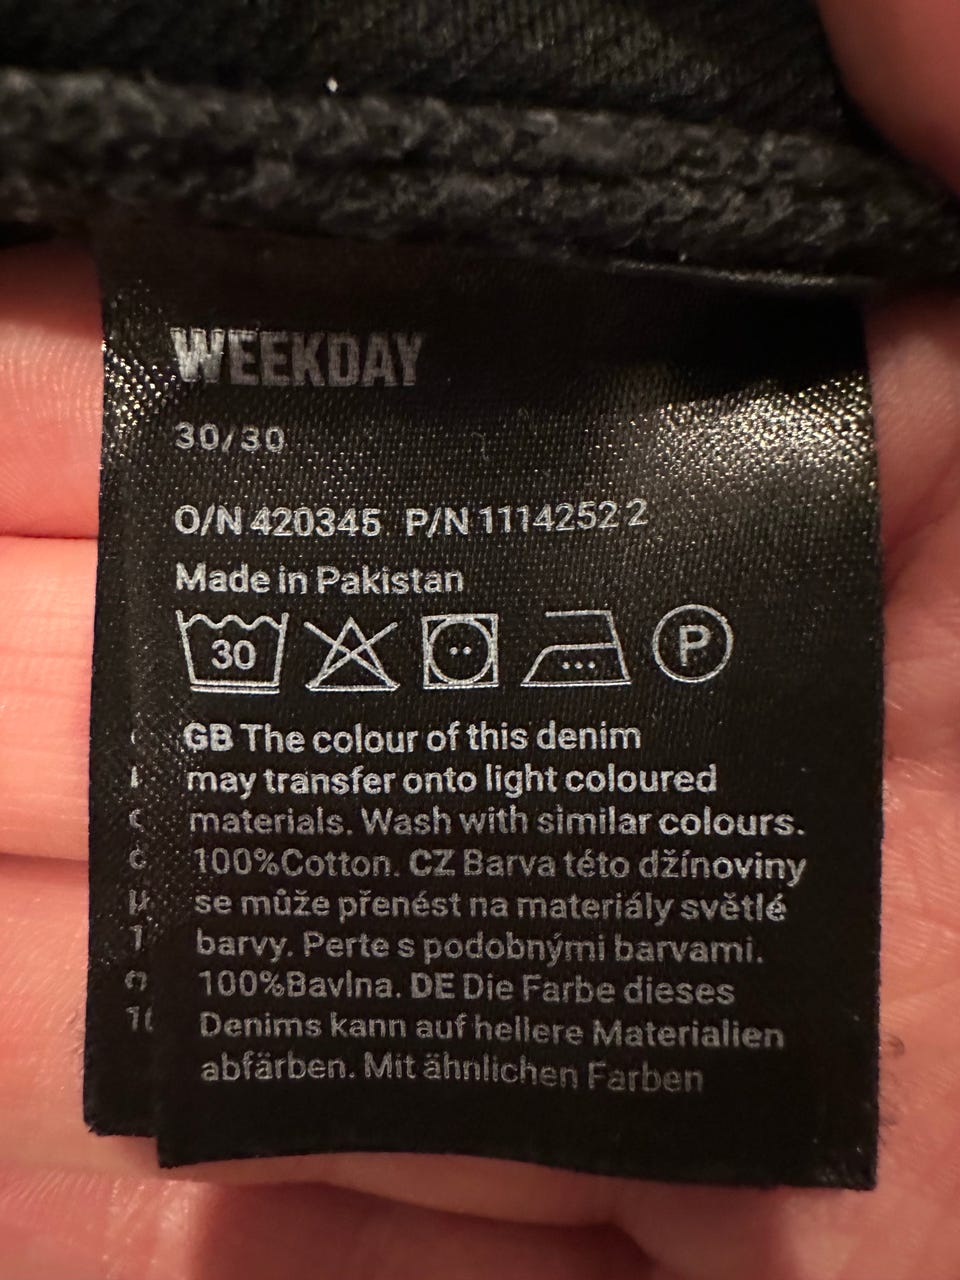 WEEKDAY
30/30
O/N 420345 P/N 1114252 2
Made in Pakistan
30 P
GB The colour of this denim
may transfer onto light coloured
materials. Wash with similar colours.
100%Cotton. CZ Barva této džínoviny
se může přenést na materiály světlé
barvy. Perte s podobnými barvami.
100%Bavlna. DE Die Farbe dieses
Denims kann auf hellere Materialien
abfärben. Mit ähnlichen Farben